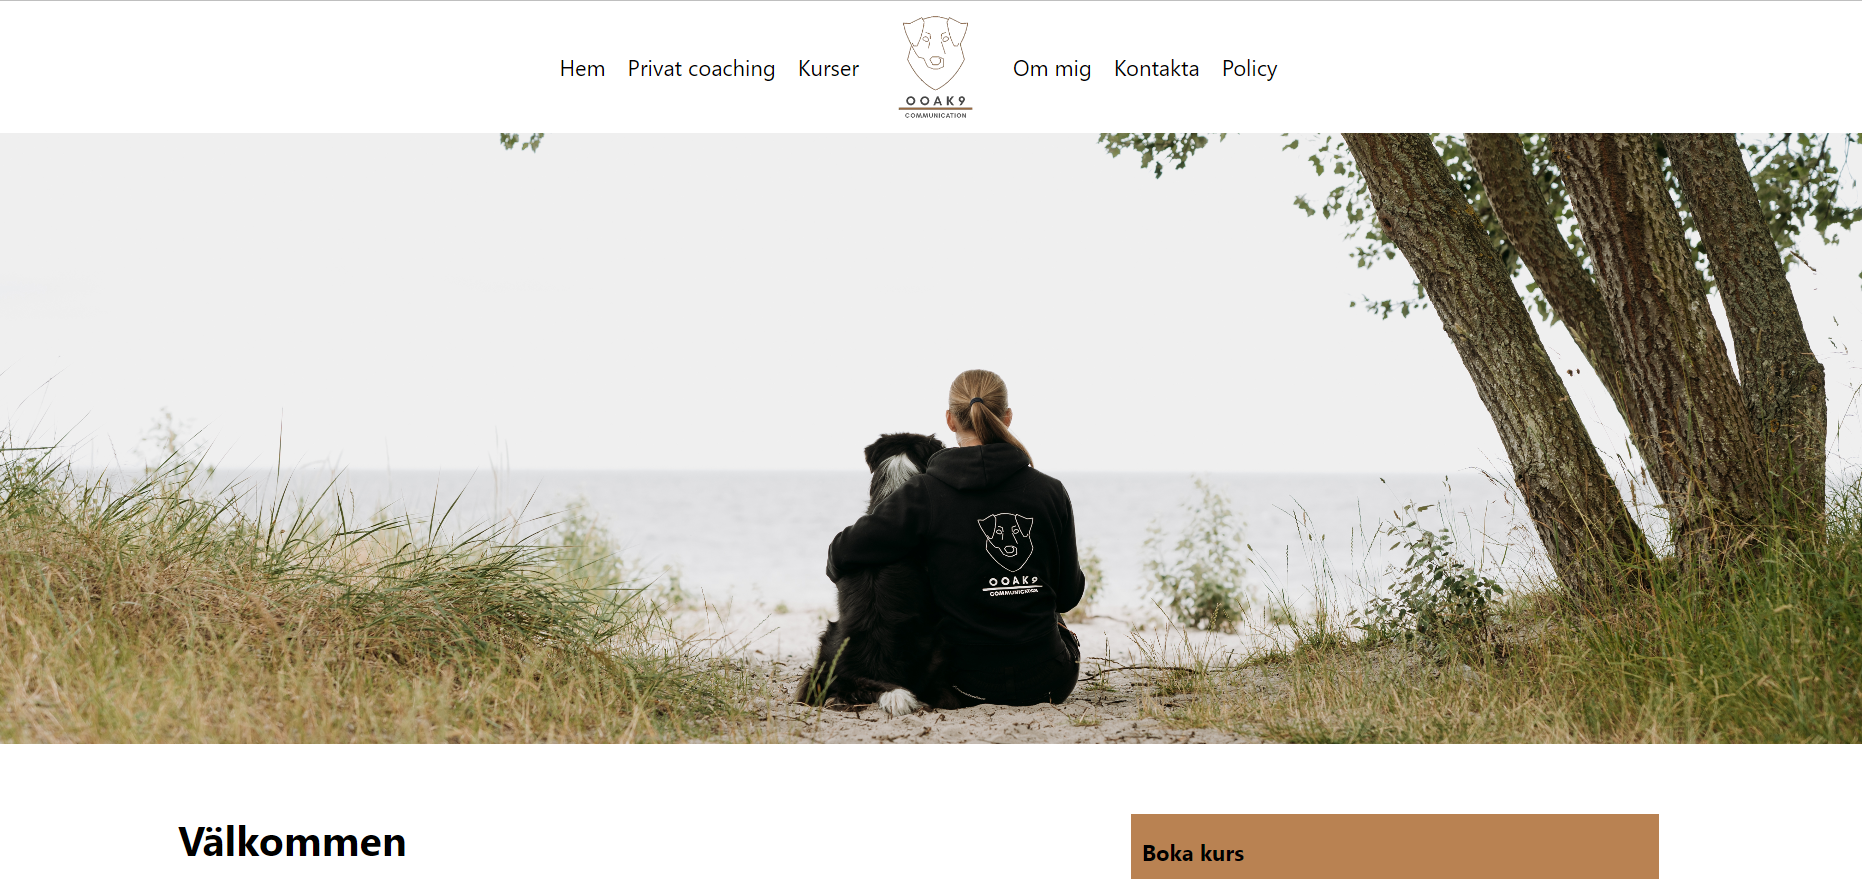 Hem Privat coaching Kurser
OOAK9
COMMUNICATION
Om mig Kontakta Policy
OOAK9
COMMUNICATION
Välkommen
Boka kurs